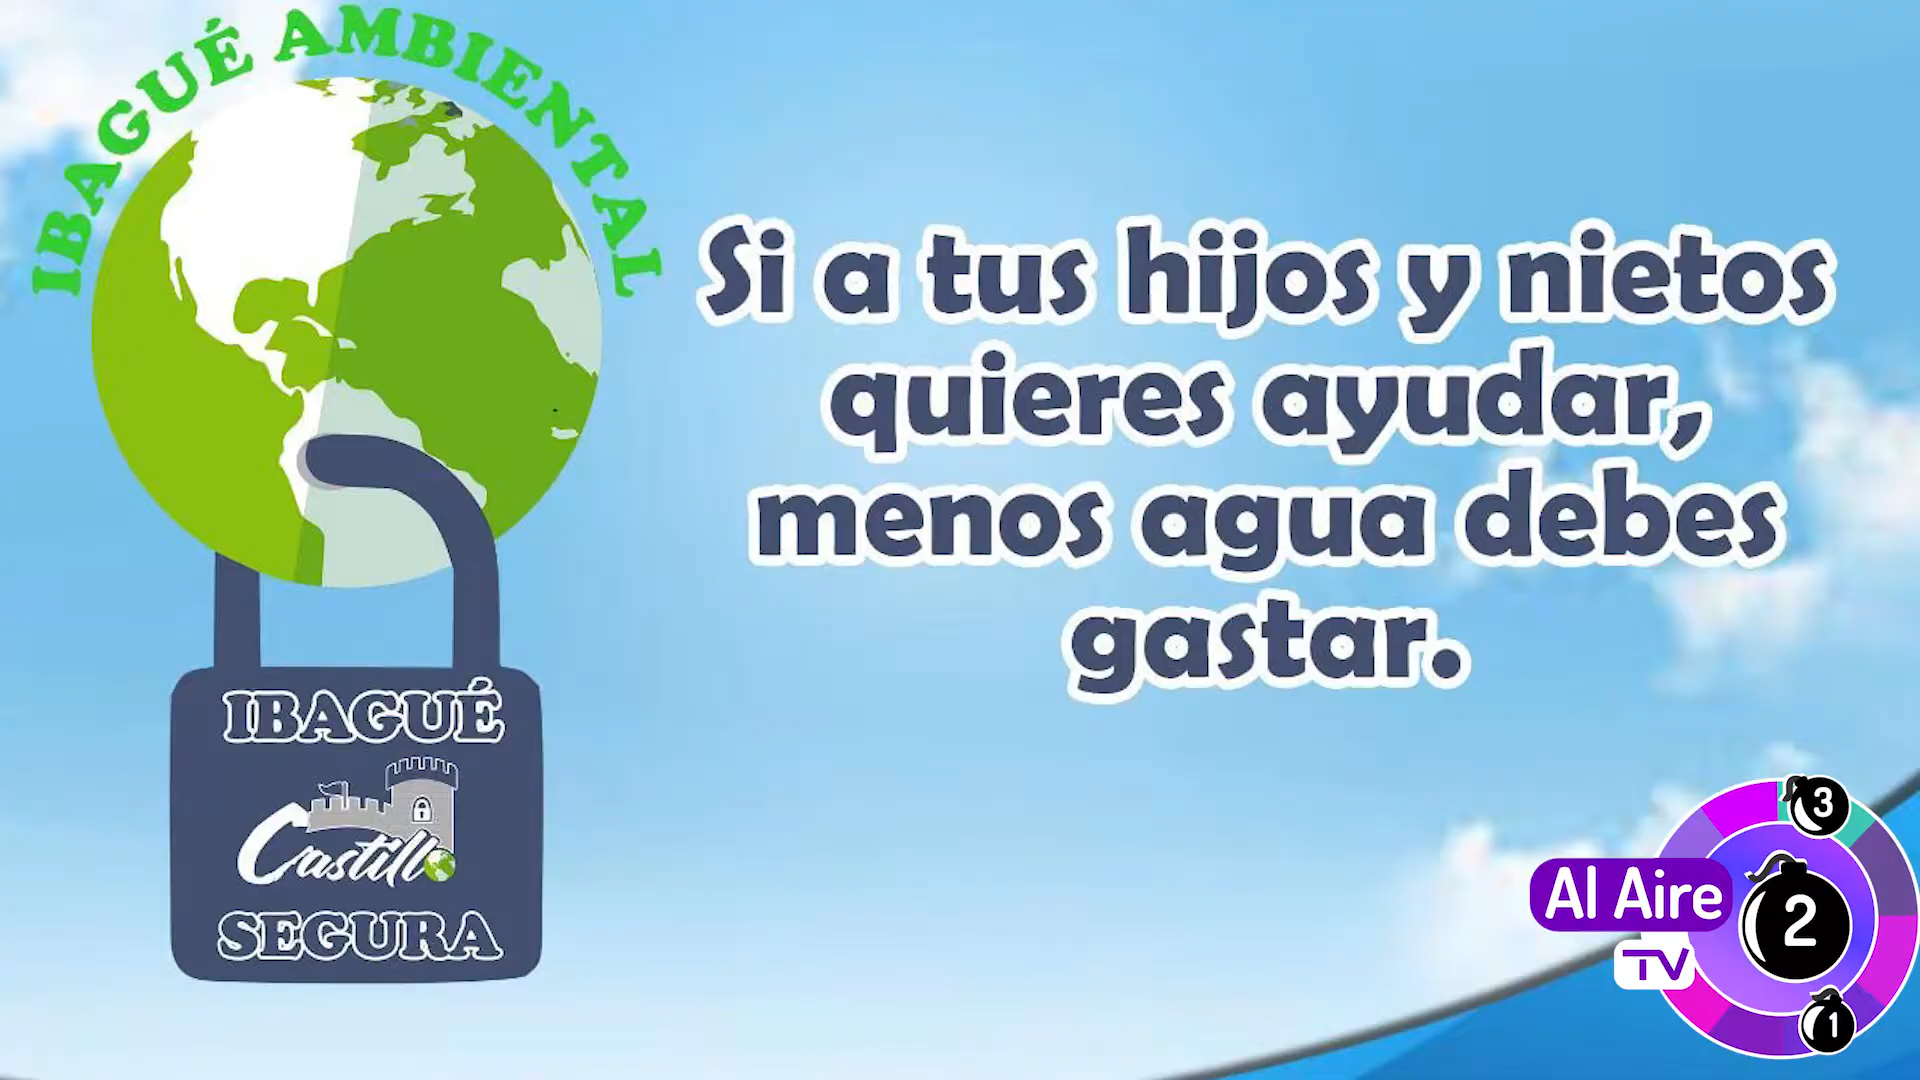 IBAGUÉ AMBIENTAL
Si a tus hijos y nietos
quieres ayudar,
menos agua debes
gastar.
IBAGUÉ
Castillo
SEGURA
3
Al Aire
2
TV
1